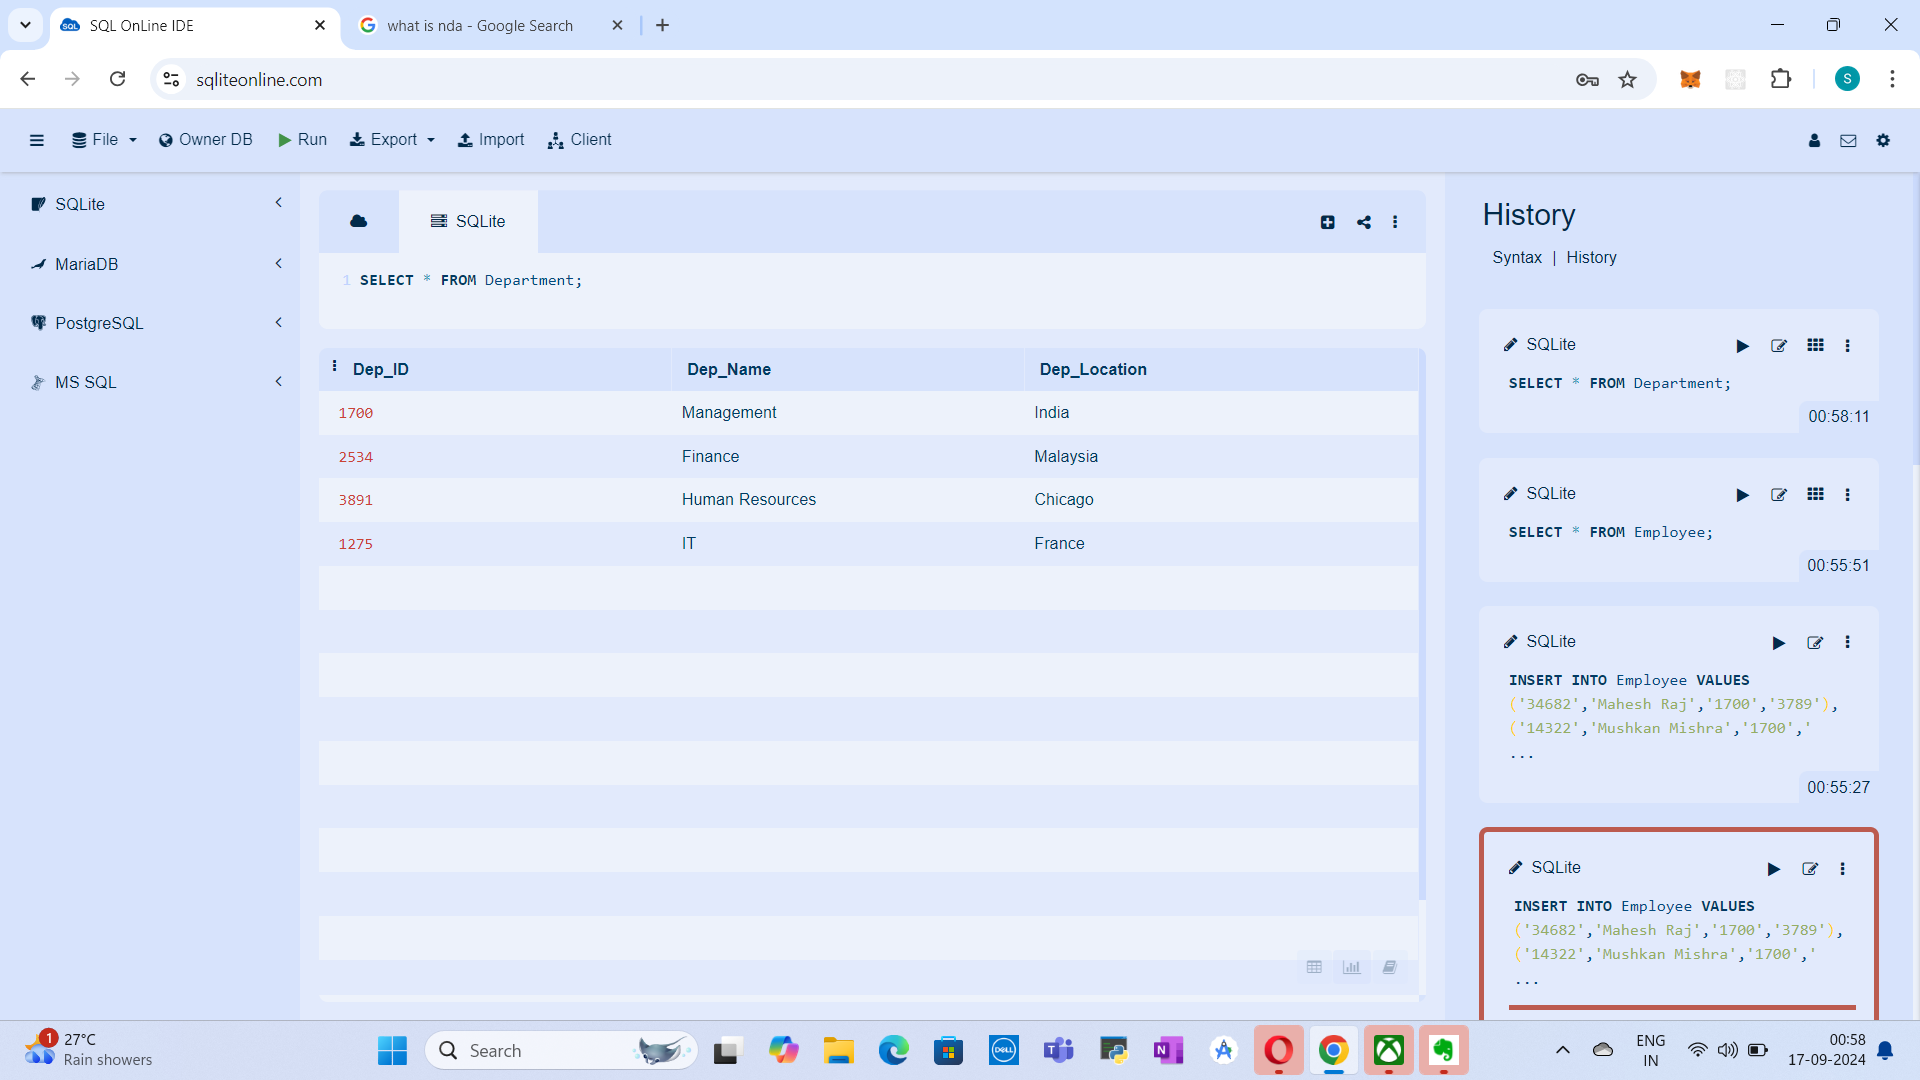 SQL OnLine IDE
what is nda - Google Search
sqliteonline.com
S
File
Owner DB
Run
Export
Import
Client
SQLite
MariaDB
PostgreSQL
MS SQL
SQLite
1 SELECT * FROM Department;
Dep_ID Dep_Name Dep_Location
1700 Management India
2534 Finance Malaysia
3891 Human Resources Chicago
1275 IT France
History
Syntax | History
SQLite
SELECT * FROM Department;
00:58:11
SQLite
SELECT * FROM Employee;
00:55:51
SQLite
INSERT INTO Employee VALUES
('34682','Mahesh Raj','1700','3789'),
('14322','Mushkan Mishra','1700','
...
00:55:27
SQLite
INSERT INTO Employee VALUES
('34682','Mahesh Raj','1700','3789'),
('14322','Mushkan Mishra','1700','
...
1
27°C
Rain showers
Search
DELL
N
ENG
IN
00:58
17-09-2024